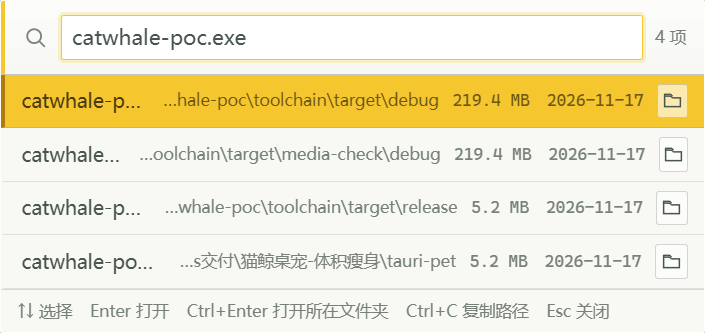 catwhale-poc.exe 4 项
catwhale-p... ...hale-poc\toolchain\target\debug 219.4 MB 2026-11-17
catwhale... ...oolchain\target\media-check\debug 219.4 MB 2026-11-17
catwhale-p... ...whale-poc\toolchain\target\release 5.2 MB 2026-11-17
catwhale-po... ...s交付\猫鲸桌宠-体积瘦身\tauri-pet 5.2 MB 2026-11-17
↑↓ 选择 Enter 打开 Ctrl+Enter 打开所在文件夹 Ctrl+C 复制路径 Esc 关闭